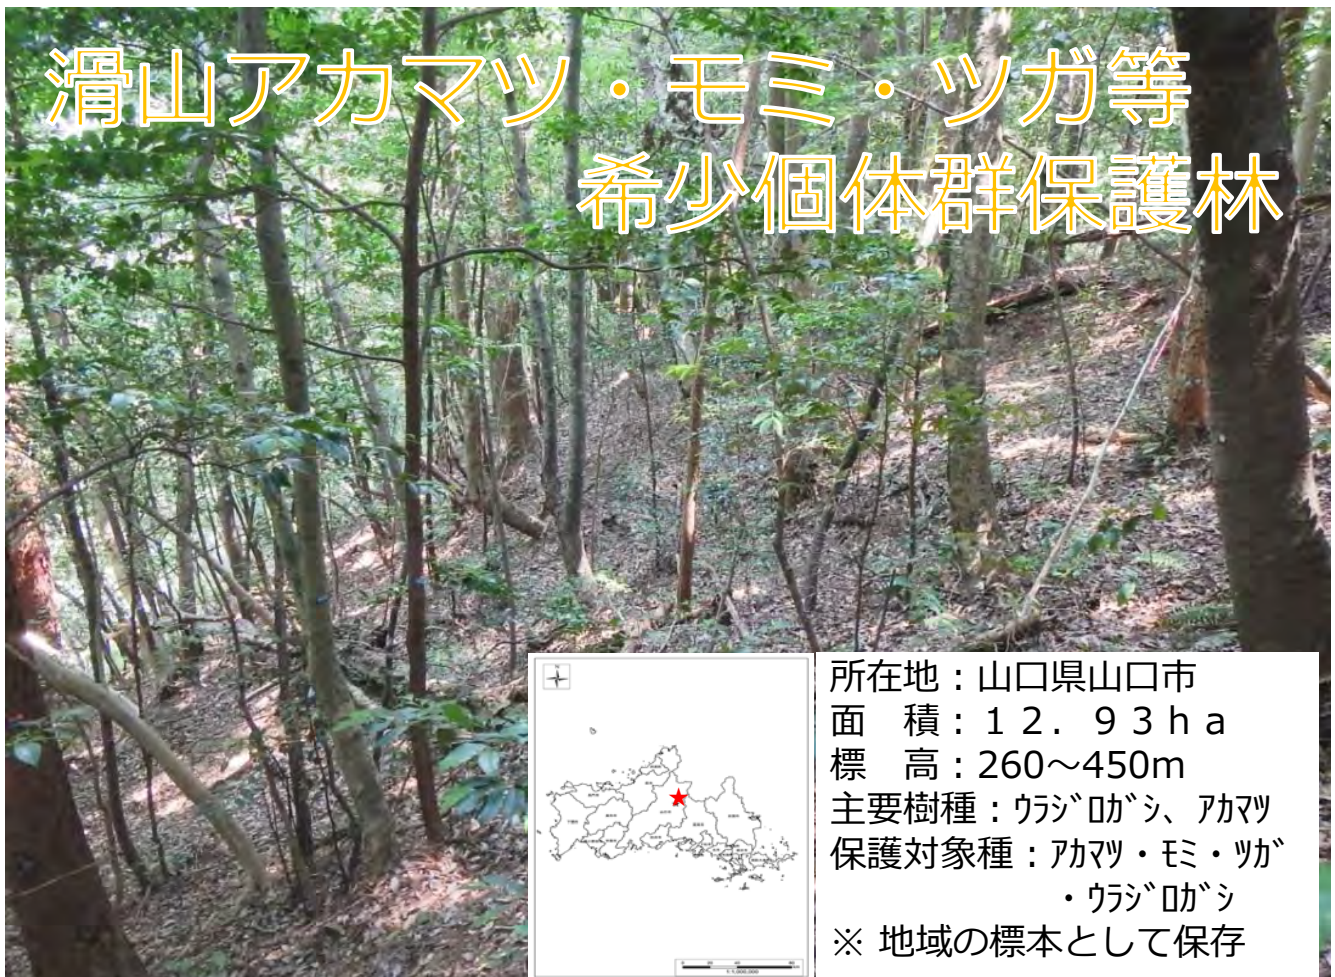 滑山アカマツ・モミ・ツガ等
希少個体群保護林
所在地：山口県山口市
面　積：１２．９３ｈａ
標　高：260～450m
主要樹種：ｳﾗｼﾞﾛｶﾞｼ、ｱｶﾏﾂ
保護対象種：ｱｶﾏﾂ・ﾓﾐ・ﾂｶﾞ
・ｳﾗｼﾞﾛｶﾞｼ
※ 地域の標本として保存